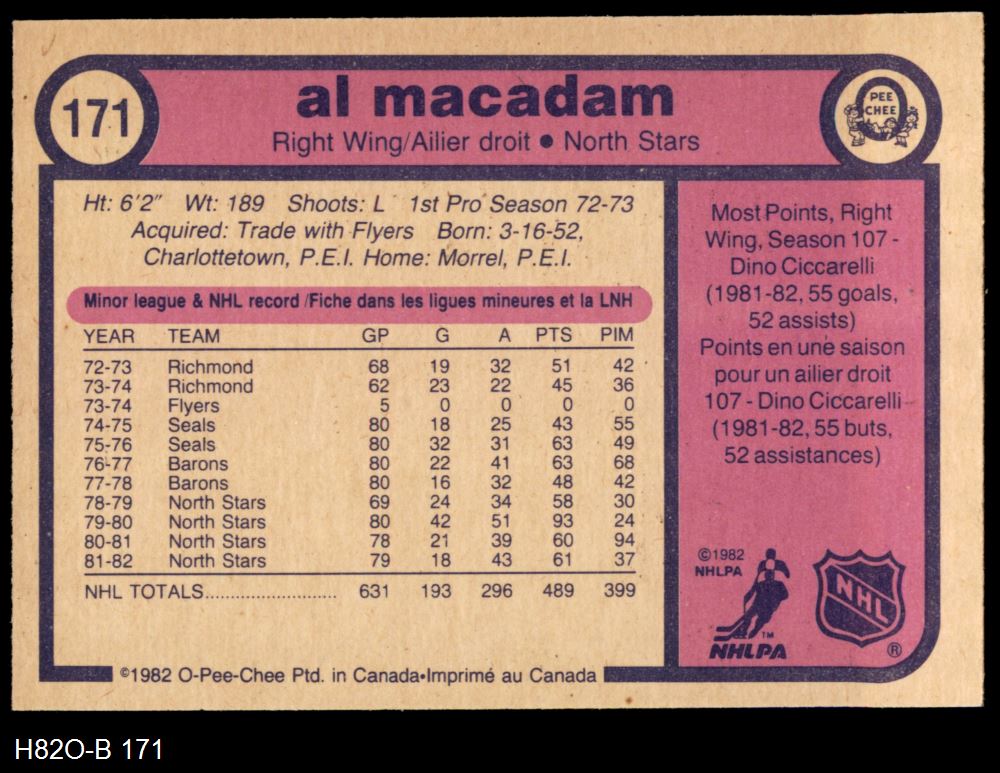 171
al macadam
Right Wing/Ailier droit • North Stars
O
PEE
CHEE
Ht: 6'2" Wt: 189 Shoots: L 1st Pro Season 72-73
Acquired: Trade with Flyers Born: 3-16-52,
Charlottetown, P.E.I. Home: Morrel, P.E.I.
Minor league & NHL record /Fiche dans les ligues mineures et la LNH
YEAR TEAM GP G A PTS PIM
72-73 Richmond 68 19 32 51 42
73-74 Richmond 62 23 22 45 36
73-74 Flyers 5 0 0 0 0
74-75 Seals 80 18 25 43 55
75-76 Seals 80 32 31 63 49
76-77 Barons 80 22 41 63 68
77-78 Barons 80 16 32 48 42
78-79 North Stars 69 24 34 58 30
79-80 North Stars 80 42 51 93 24
80-81 North Stars 78 21 39 60 94
81-82 North Stars 79 18 43 61 37
NHL TOTALS.......................... 631 193 296 489 399
Most Points, Right
Wing, Season 107 -
Dino Ciccarelli
(1981-82, 55 goals,
52 assists)
Points en une saison
pour un ailier droit
107 - Dino Ciccarelli
(1981-82, 55 buts,
52 assistances)
©1982
NHLPA
TM
NHLPA
NHL
®
©1982 O-Pee-Chee Ptd. in Canada•Imprimé au Canada
H82O-B 171